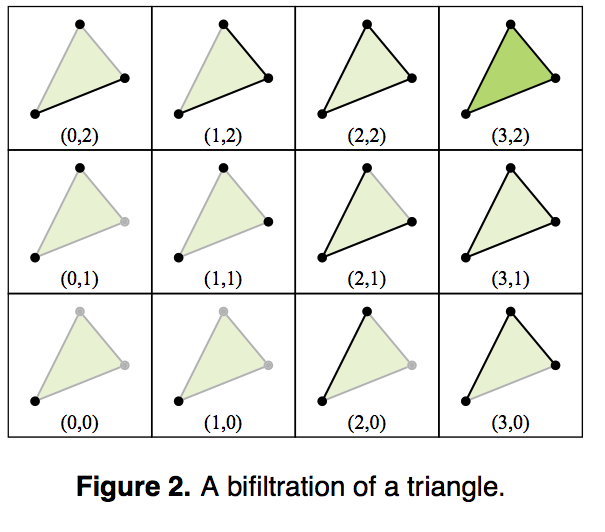 (0,2) (1,2) (2,2) (3,2)
(0,1) (1,1) (2,1) (3,1)
(0,0) (1,0) (2,0) (3,0)
Figure 2. A bifiltration of a triangle.